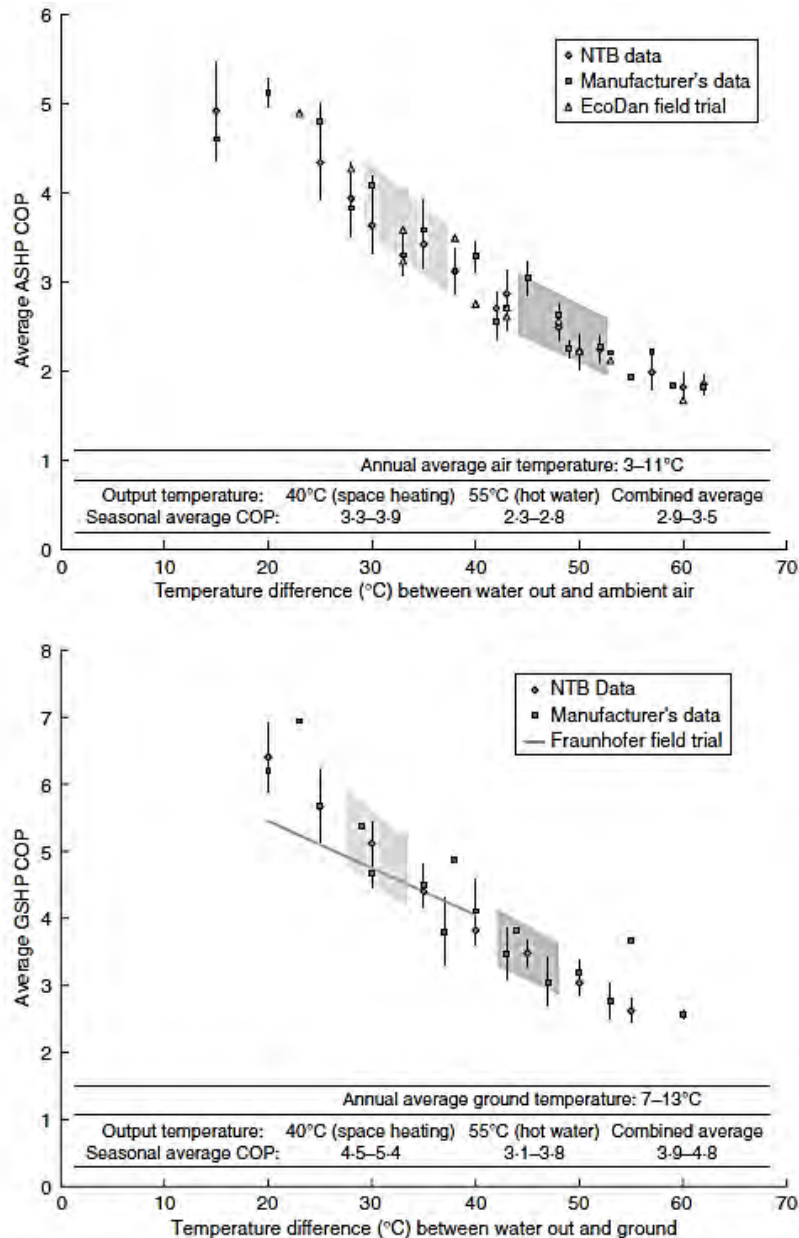 6
5
4
3
2
1
0
Average ASHP COP
NTB data
Manufacturer's data
EcoDan field trial
Annual average air temperature: 3–11°C
Output temperature: 40°C (space heating) 55°C (hot water) Combined average
Seasonal average COP: 3·3–3·9 2·3–2·8 2·9–3·5
0 10 20 30 40 50 60 70
Temperature difference (°C) between water out and ambient air
8
7
6
5
4
3
2
1
0
Average GSHP COP
NTB Data
Manufacturer's data
Fraunhofer field trial
Annual average ground temperature: 7–13°C
Output temperature: 40°C (space heating) 55°C (hot water) Combined average
Seasonal average COP: 4·5–5·4 3·1–3·8 3·9–4·8
0 10 20 30 40 50 60 70
Temperature difference (°C) between water out and ground